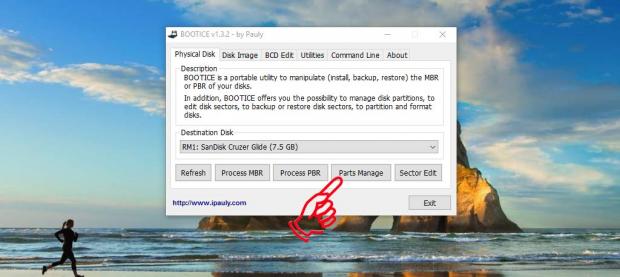 BOOTICE v1.3.2 - by Pauly
Physical Disk Disk Image BCD Edit Utilities Command Line About
Description
BOOTICE is a portable utility to manipulate (install, backup, restore) the MBR
or PBR of your disks.
In addition, BOOTICE offers you the possibility to manage disk partitions, to
edit disk sectors, to backup or restore disk sectors, to partition and format
disks.
Destination Disk
RM1: SanDisk Cruzer Glide (7.5 GB)
Refresh Process MBR Process PBR Parts Manage Sector Edit
http://www.ipauly.com Exit